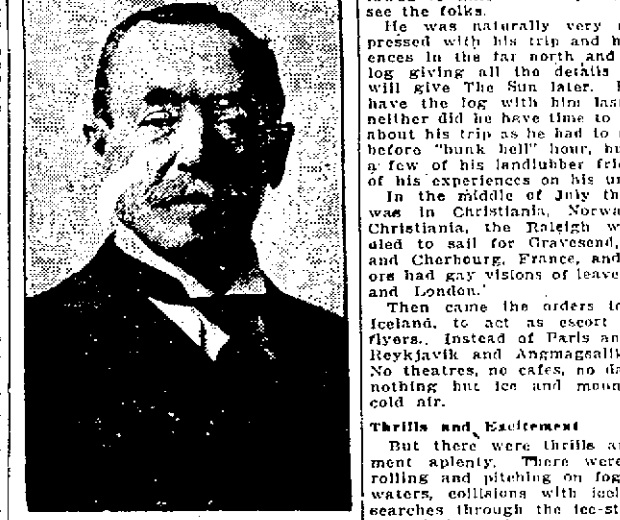 see the folks.
He was naturally very
pressed with his trip and h
ences in the far north and
log giving all the details
will give The Sun later.
have the log with him las
neither did he have time to
about his trip as he had to
before "bunk bell" hour, bu
a few of his landlubber frie
of his experiences on his un
In the middle of July th
was in Christiania, Norwa
Christiania, the Raleigh w
uled to sail for Gravesend,
and Cherbourg, France, and
ors had gay visions of leave
and London.
Then came the orders to
Iceland, to act as escort
flyers.. Instead of Paris an
Reykjavik and Angmagsalik
No theatres, no cafes, no da
nothing but ice and moun
cold air.
Thrills and Excitement
But there were thrills a
ment aplenty. There were
rolling and pitching on fog
waters, collisions with ice
searches through the ice-st